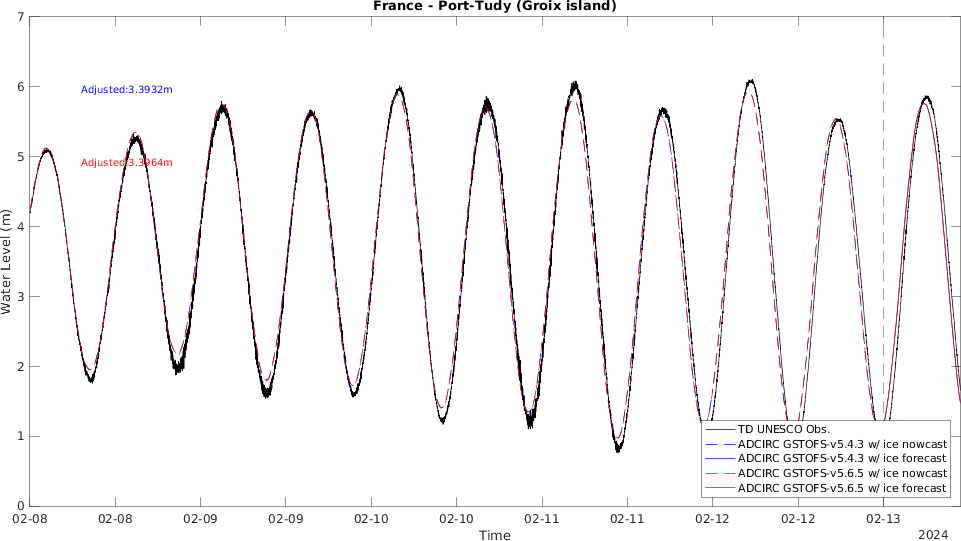 France - Port-Tudy (Groix island)
7
6
5
4
3
2
1
0
Water Level (m)
Adjusted:3.3932m
Adjusted:3.3964m
TD UNESCO Obs.
ADCIRC GSTOFS-v5.4.3 w/ ice nowcast
ADCIRC GSTOFS-v5.4.3 w/ ice forecast
ADCIRC GSTOFS-v5.6.5 w/ ice nowcast
ADCIRC GSTOFS-v5.6.5 w/ ice forecast
02-08 02-08 02-09 02-09 02-10 02-10 02-11 02-11 02-12 02-12 02-13
Time
2024